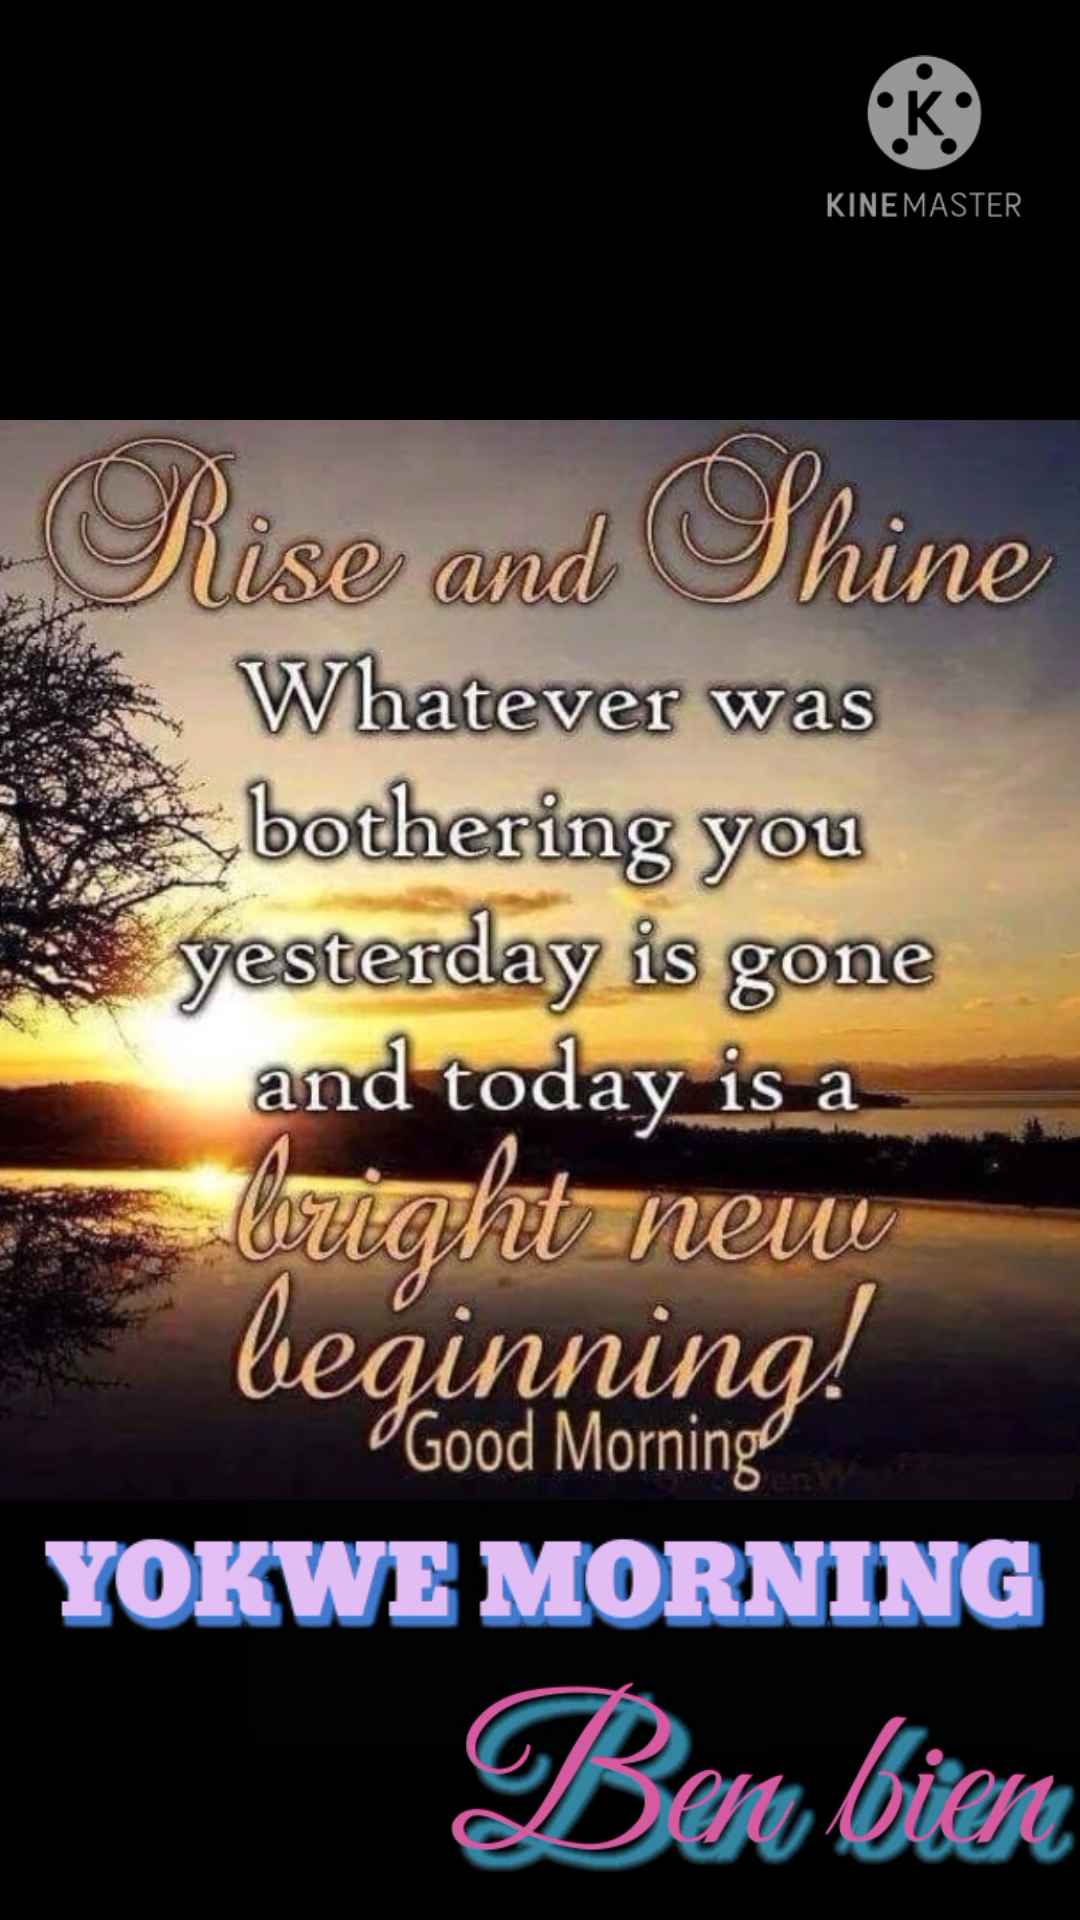 K
KINEMASTER
Rise and Shine
Whatever was
bothering you
yesterday is gone
and today is a
bright new
beginning!
Good Morning
YOKWE MORNING
Ben bien